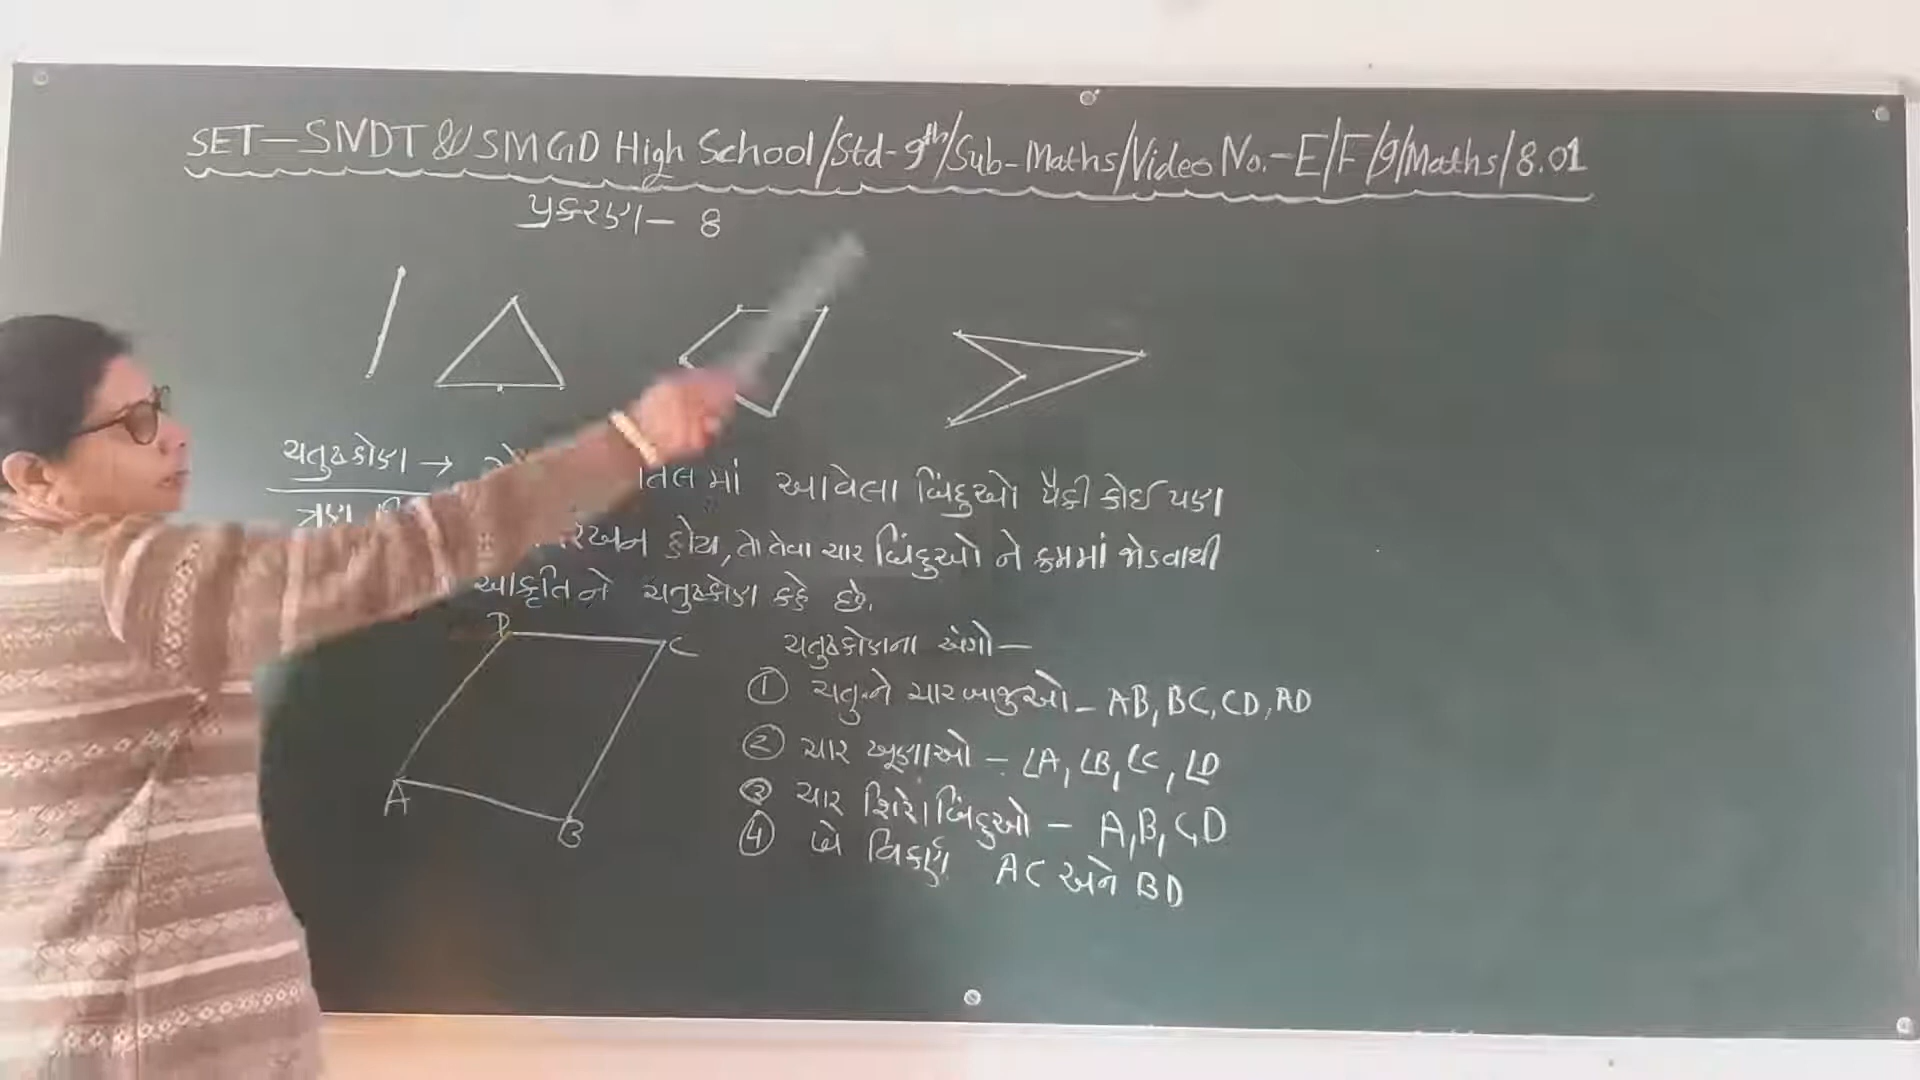 SET-SNDT & SMGD High School/Std-9th/Sub-Maths/Video No.-E/F/9/Maths/8.01
પ્રકરણ- 8
ચતુષ્કોણ → તલમાં આવેલા બિંદુઓ પૈકી કોઈ પણ
ત્રણ હોય, તો તેવા ચાર બિંદુઓ ને ક્રમમાં જોડવાથી
આકૃતિ ને ચતુષ્કોણ કહે છે.
D
C
A
B
ચતુષ્કોણના અંગો-
① ચતુ.ને ચાર બાજુઓ- AB, BC, CD, AD
② ચાર ખૂણાઓ - ∠A, ∠B, ∠C, ∠D
③ ચાર શિરોબિંદુઓ - A, B, C, D
④ બે વિકર્ણ AC અને BD